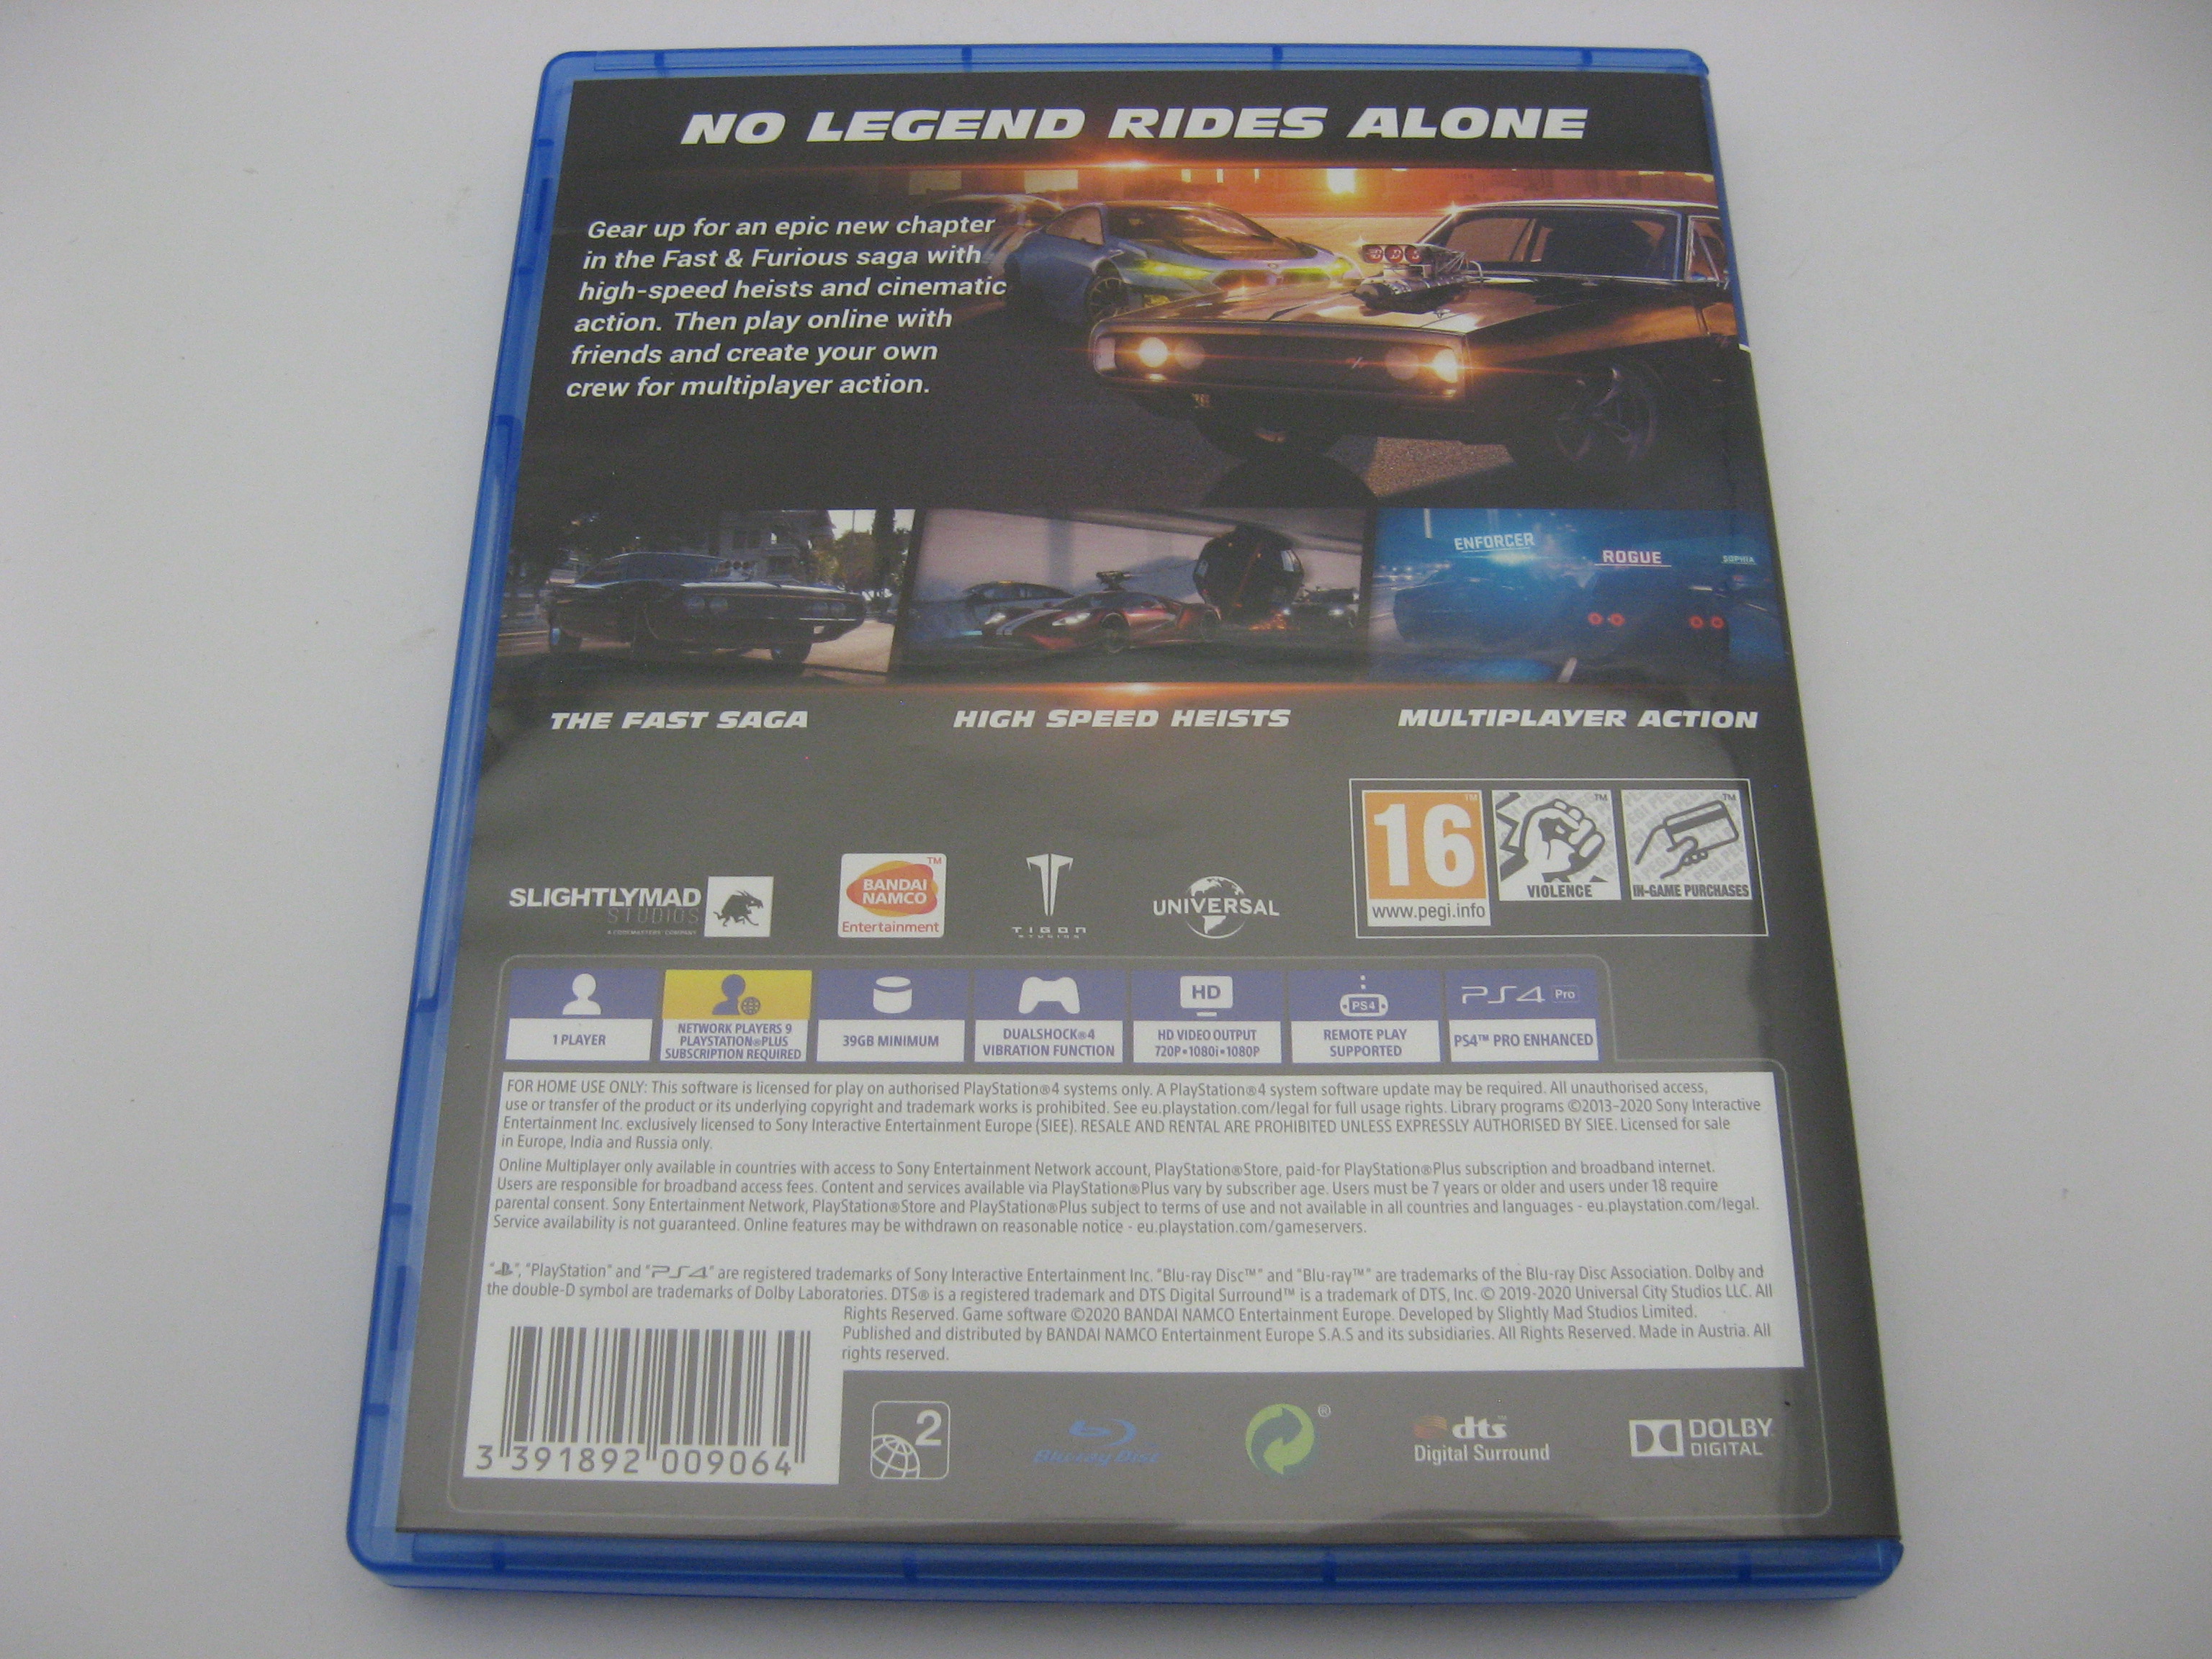 NO LEGEND RIDES ALONE
Gear up for an epic new chapter
in the Fast & Furious saga with
high-speed heists and cinematic
action. Then play online with
friends and create your own
crew for multiplayer action.
ENFORCER
ROGUE
SOPHIA
THE FAST SAGA
HIGH SPEED HEISTS
MULTIPLAYER ACTION
16
www.pegi.info
VIOLENCE
IN-GAME PURCHASES
SLIGHTLYMAD
STUDIOS
A CODEMASTERS COMPANY
BANDAI
NAMCO
Entertainment
TIGON
STUDIOS
UNIVERSAL
1 PLAYER
NETWORK PLAYERS 9
PLAYSTATION®PLUS
SUBSCRIPTION REQUIRED
39GB MINIMUM
DUALSHOCK®4
VIBRATION FUNCTION
HD
HD VIDEO OUTPUT
720P•1080i•1080P
PS4
REMOTE PLAY
SUPPORTED
PS4 Pro
PS4™ PRO ENHANCED
FOR HOME USE ONLY: This software is licensed for play on authorised PlayStation®4 systems only. A PlayStation®4 system software update may be required. All unauthorised access,
use or transfer of the product or its underlying copyright and trademark works is prohibited. See eu.playstation.com/legal for full usage rights. Library programs ©2013-2020 Sony Interactive
Entertainment Inc. exclusively licensed to Sony Interactive Entertainment Europe (SIEE). RESALE AND RENTAL ARE PROHIBITED UNLESS EXPRESSLY AUTHORISED BY SIEE. Licensed for sale
in Europe, India and Russia only.
Online Multiplayer only available in countries with access to Sony Entertainment Network account, PlayStation®Store, paid-for PlayStation®Plus subscription and broadband internet.
Users are responsible for broadband access fees. Content and services available via PlayStation®Plus vary by subscriber age. Users must be 7 years or older and users under 18 require
parental consent. Sony Entertainment Network, PlayStation®Store and PlayStation®Plus subject to terms of use and not available in all countries and languages - eu.playstation.com/legal.
Service availability is not guaranteed. Online features may be withdrawn on reasonable notice - eu.playstation.com/gameservers.
"PlayStation" and "PS4" are registered trademarks of Sony Interactive Entertainment Inc. "Blu-ray Disc™" and "Blu-ray™" are trademarks of the Blu-ray Disc Association. Dolby and
the double-D symbol are trademarks of Dolby Laboratories. DTS® is a registered trademark and DTS Digital Surround™ is a trademark of DTS, Inc. © 2019-2020 Universal City Studios LLC. All
Rights Reserved. Game software ©2020 BANDAI NAMCO Entertainment Europe. Developed by Slightly Mad Studios Limited.
Published and distributed by BANDAI NAMCO Entertainment Europe S.A.S and its subsidiaries. All Rights Reserved. Made in Austria. All
rights reserved.
3 391892 009064
2
Blu-ray Disc
dts
Digital Surround
DOLBY
DIGITAL